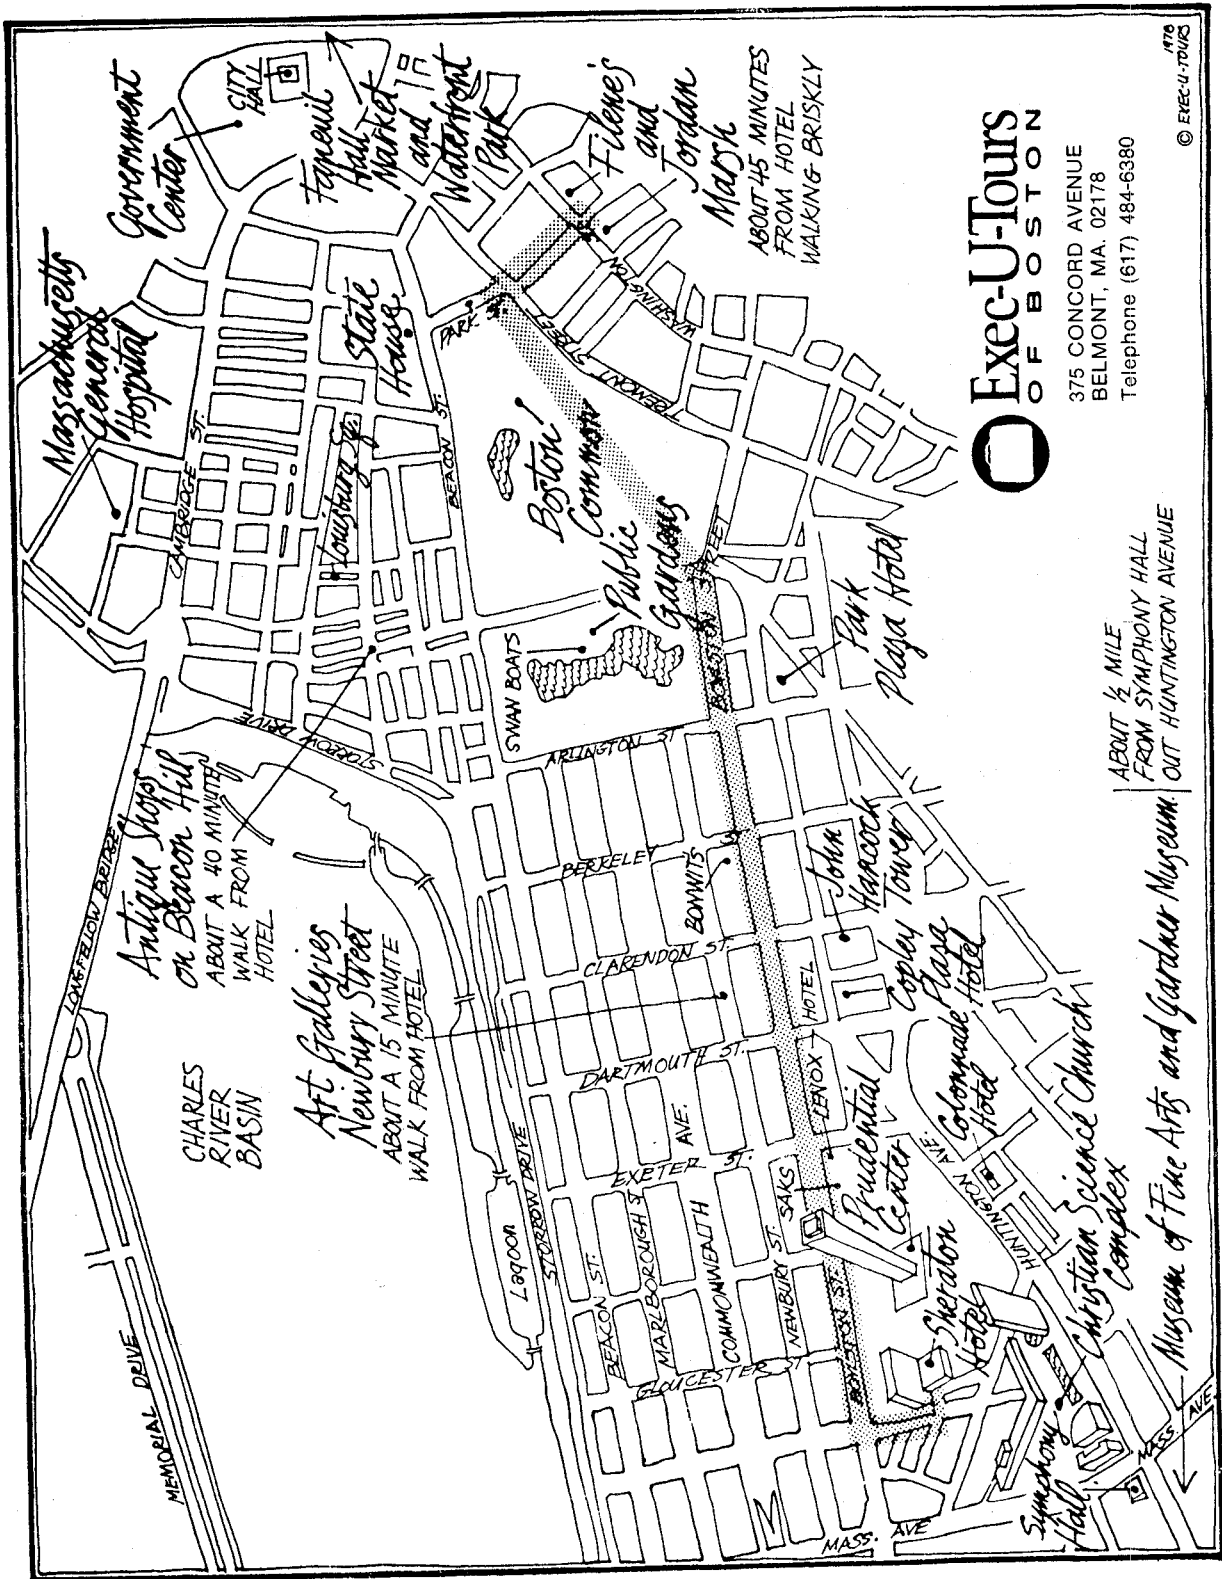 MEMORIAL DRIVE
LONGFELLOW BRIDGE
CHARLES
RIVER
BASIN
Antique Shops
on Beacon Hill
ABOUT A 40 MINUTE
WALK FROM
HOTEL
Art Galleries
Newbury Street
ABOUT A 15 MINUTE
WALK FROM HOTEL
Massachusetts
General
Hospital
Government
Center
CITY
HALL
Faneuil
Hall
Market
and
Waterfront
Park
Filene's
and
Jordan
Marsh
ABOUT 45 MINUTES
FROM HOTEL
WALKING BRISKLY
CAMBRIDGE ST.
Louisburg Sq.
State
House
PARK ST.
BEACON ST.
Boston
Common
TREMONT STREET
WASHINGTON
STORROW DRIVE
SWAN BOATS
Public
Gardens
BOYLSTON STREET
Park
Plaza Hotel
ARLINGTON ST
BERKELEY
BONWITS
CLARENDON ST.
DARTMOUTH ST.
EXETER ST.
GLOUCESTER ST
Lagoon
STORROW DRIVE
BEACON ST.
MARLBOROUGH ST
COMMONWEALTH AVE.
NEWBURY ST.
SAKS
BOYLSTON ST.
LENOX HOTEL
John
Hancock
Tower
Copley
Plaza
Hotel
Prudential
Center
Colonnade
Hotel
HUNTINGTON AVE.
Sheraton
Hotel
Christian Science Church
Complex
Symphony
Hall
MASS. AVE
MASS. AVE.
Museum of Fine Arts and Gardner Museum
ABOUT ½ MILE
FROM SYMPHONY HALL
OUT HUNTINGTON AVENUE
Exec-U-Tours
OF BOSTON
375 CONCORD AVENUE
BELMONT, MA. 02178
Telephone (617) 484-6380
1978
© EXEC-U-TOURS